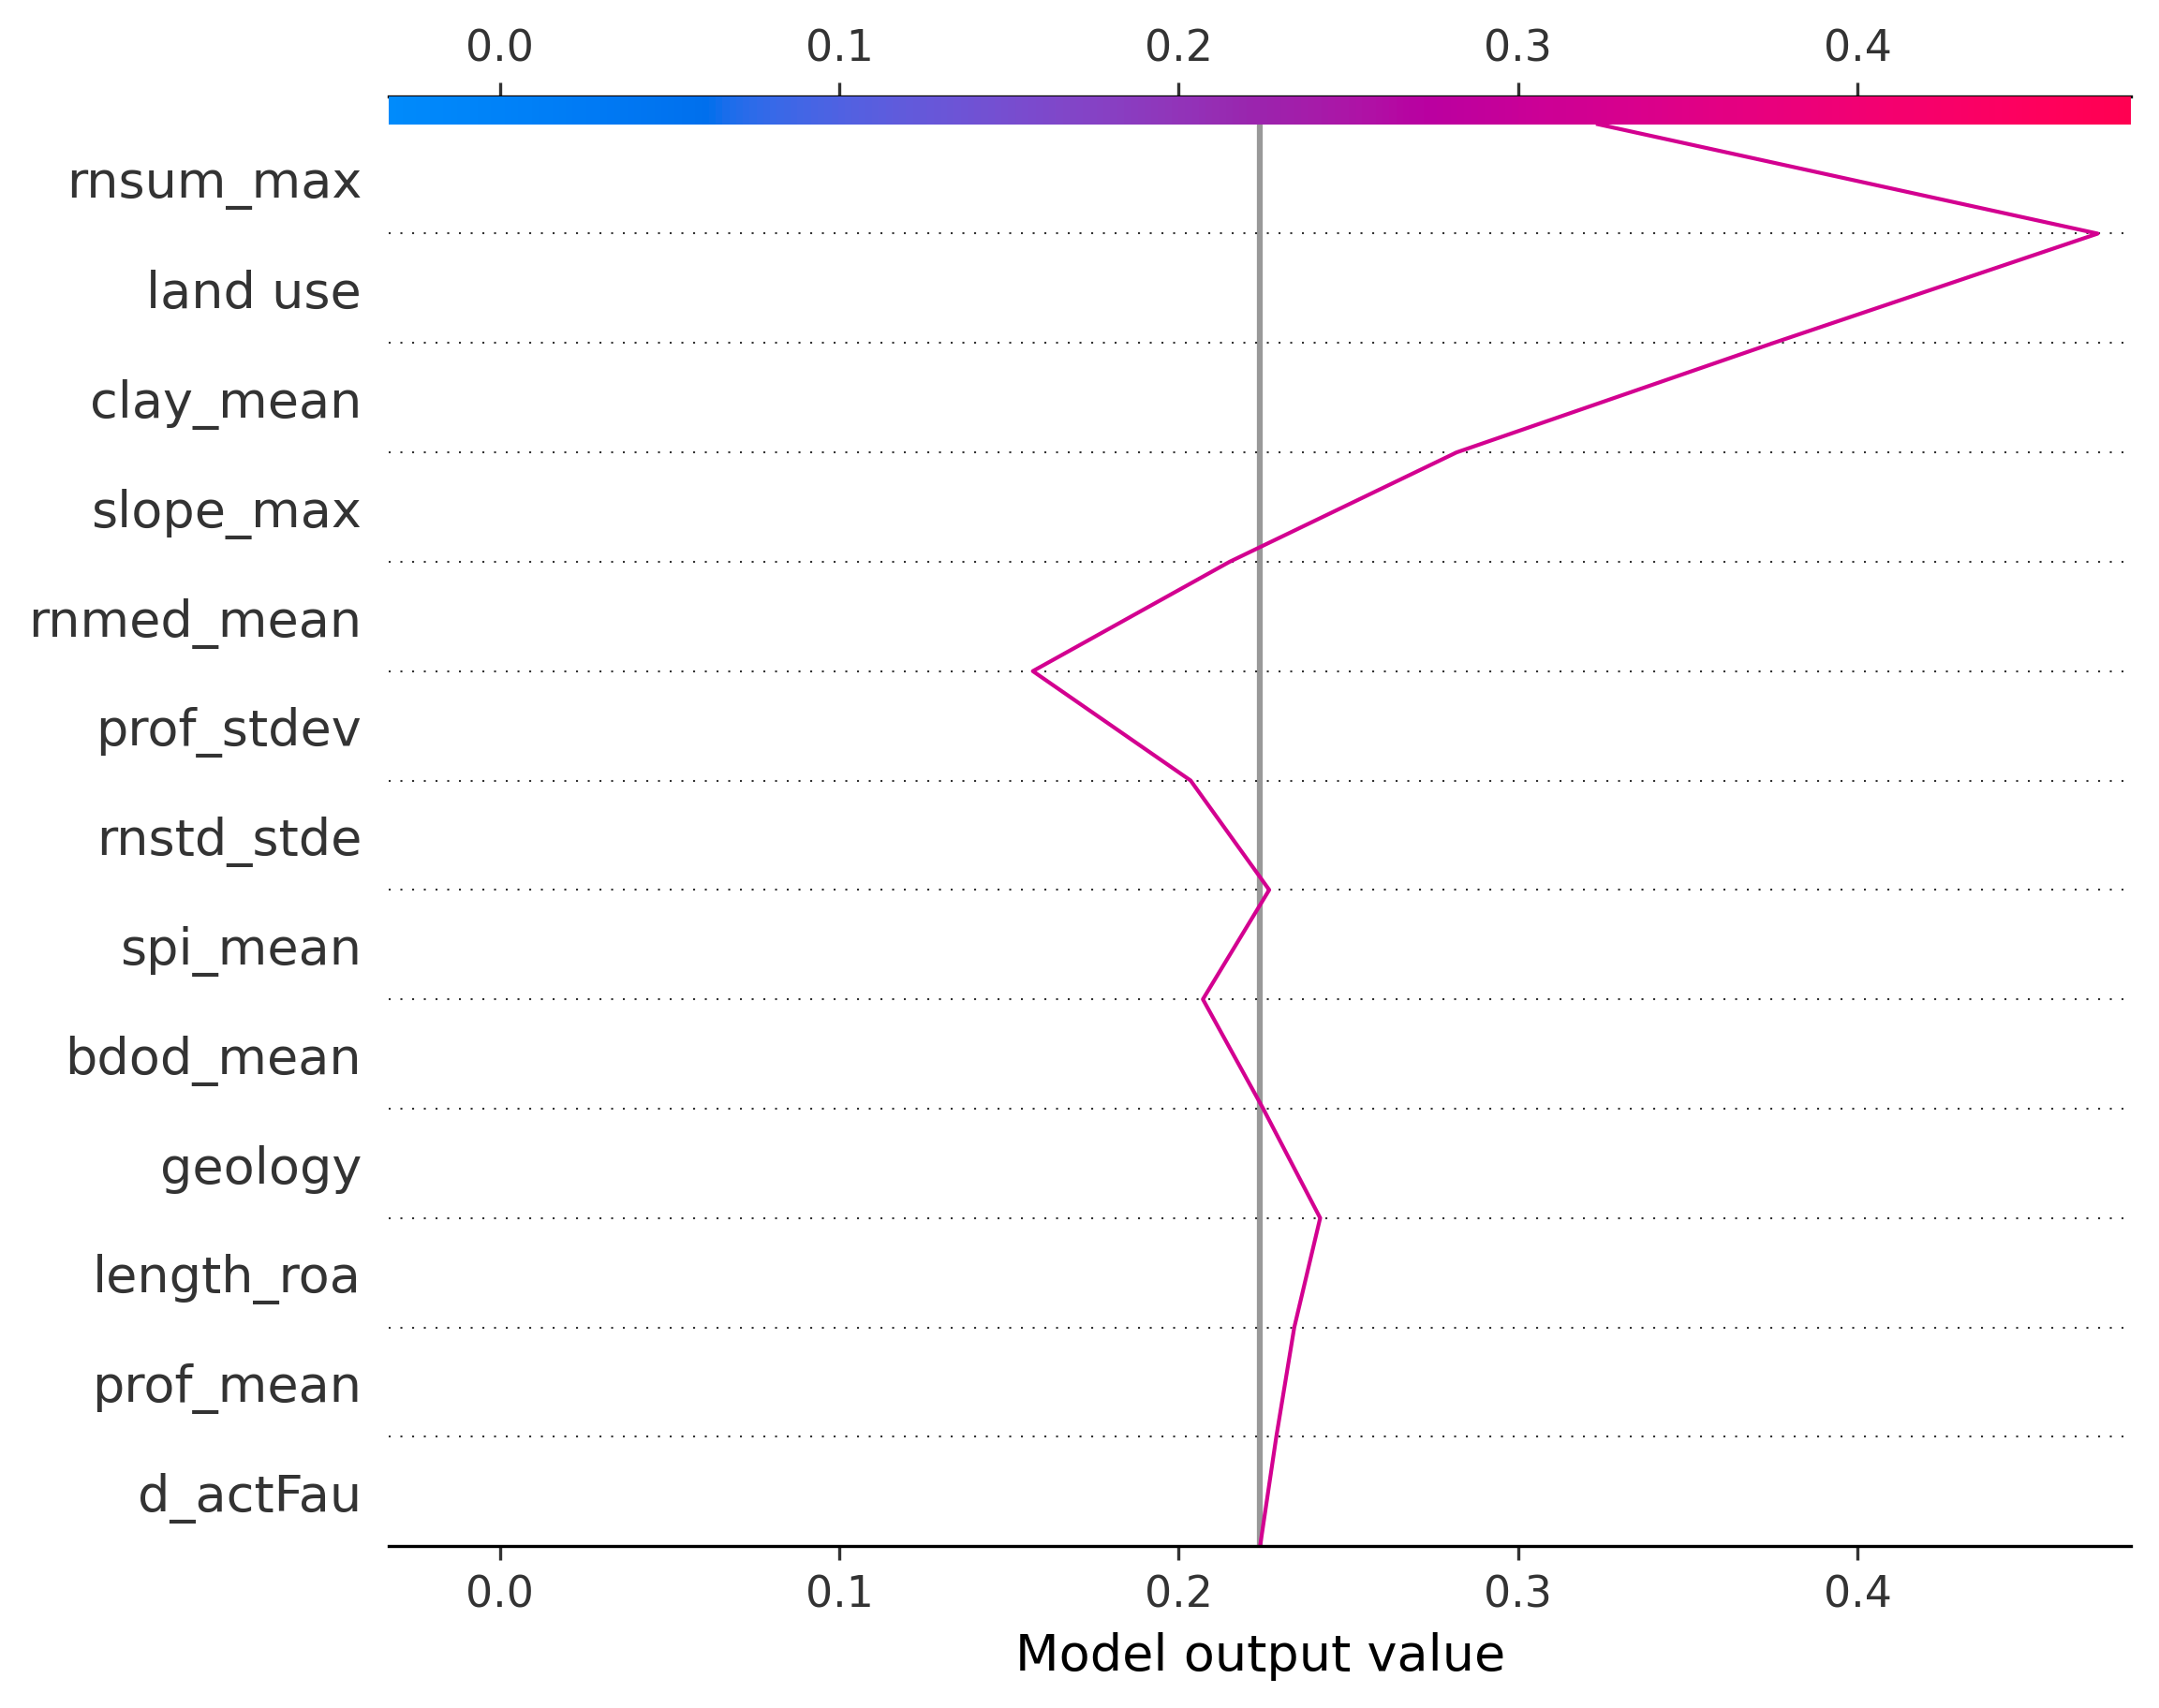 0.0 0.1 0.2 0.3 0.4
rnsum_max
land use
clay_mean
slope_max
rnmed_mean
prof_stdev
rnstd_stde
spi_mean
bdod_mean
geology
length_roa
prof_mean
d_actFau
0.0 0.1 0.2 0.3 0.4
Model output value